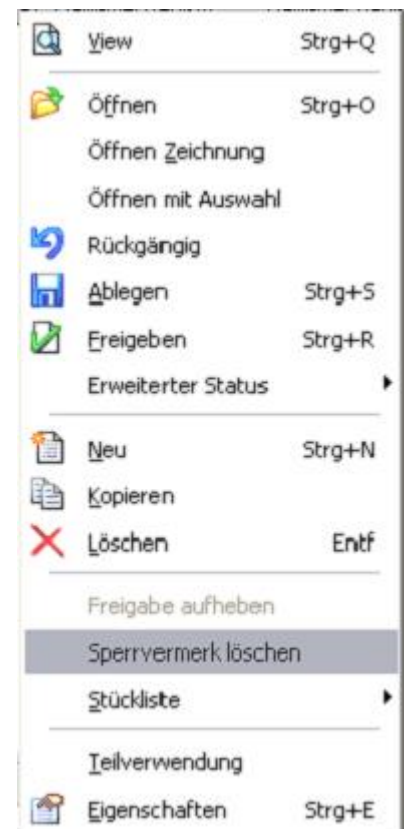 View Strg+Q
Öffnen Strg+O
Öffnen Zeichnung
Öffnen mit Auswahl
Rückgängig
Ablegen Strg+S
Freigeben Strg+R
Erweiterter Status
Neu Strg+N
Kopieren
Löschen Entf
Freigabe aufheben
Sperrvermerk löschen
Stückliste
Teilverwendung
Eigenschaften Strg+E